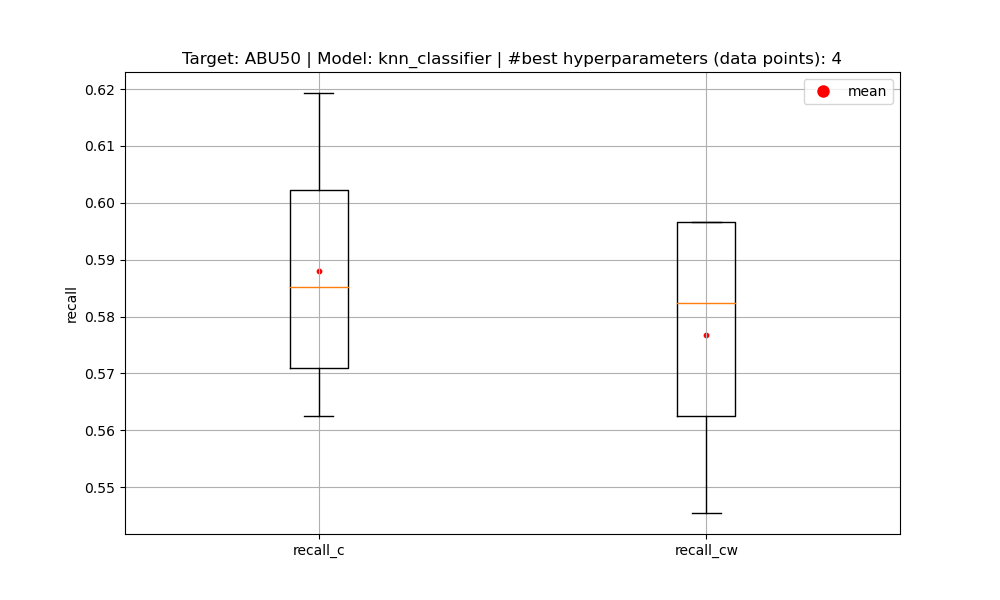 Target: ABU50 | Model: knn_classifier | #best hyperparameters (data points): 4
mean
0.62
0.61
0.60
0.59
0.58
0.57
0.56
0.55
recall
recall_c
recall_cw